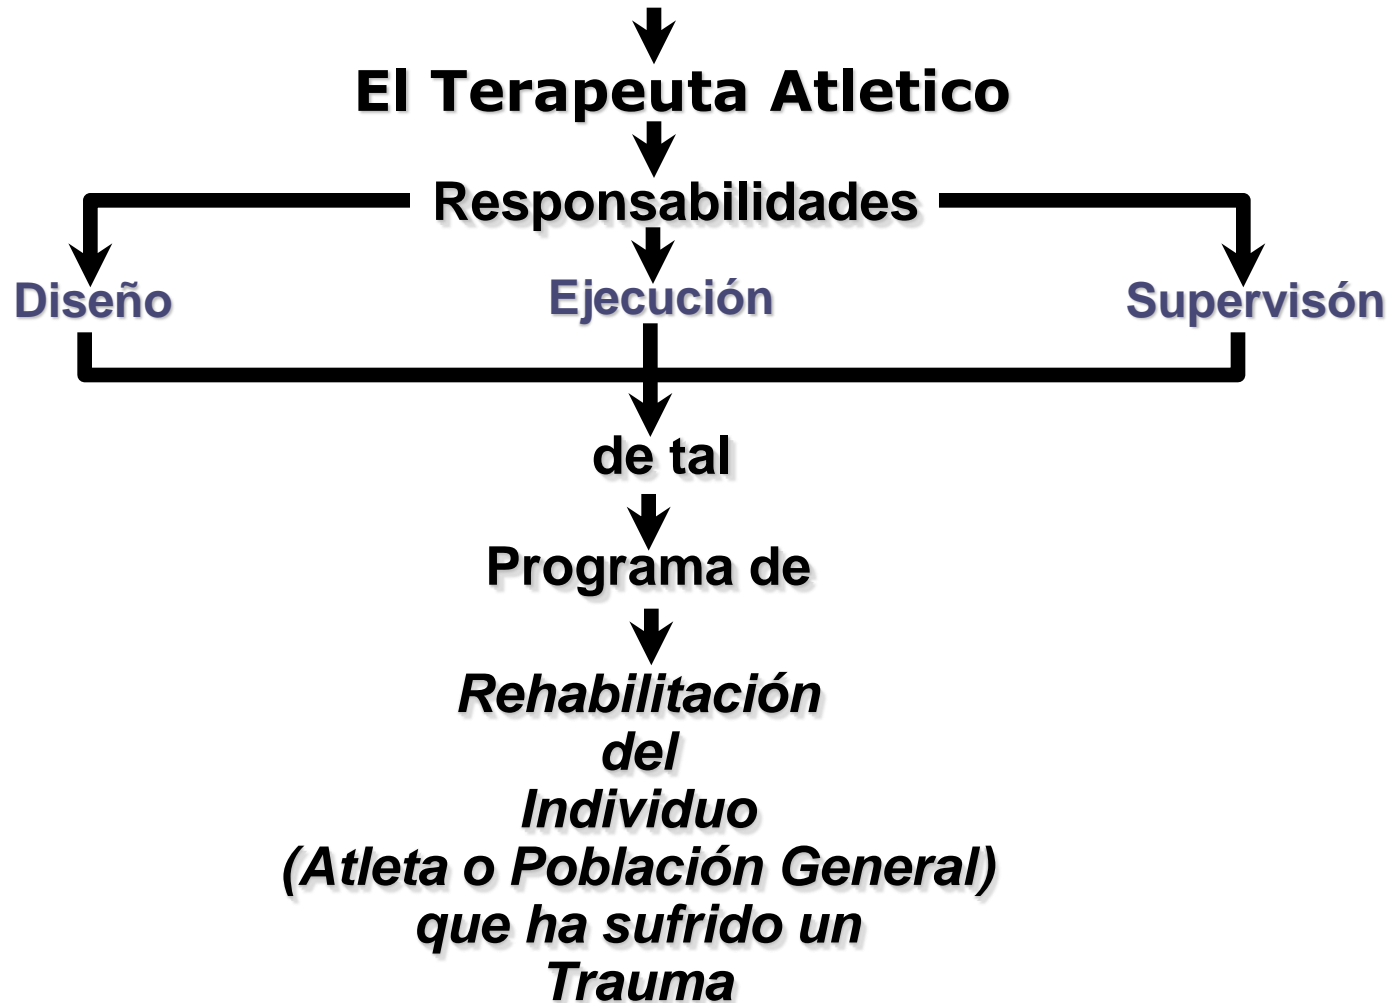 El Terapeuta Atletico
Responsabilidades
Diseño
Ejecución
Supervisón
de tal
Programa de
Rehabilitación
del
Individuo
(Atleta o Población General)
que ha sufrido un
Trauma